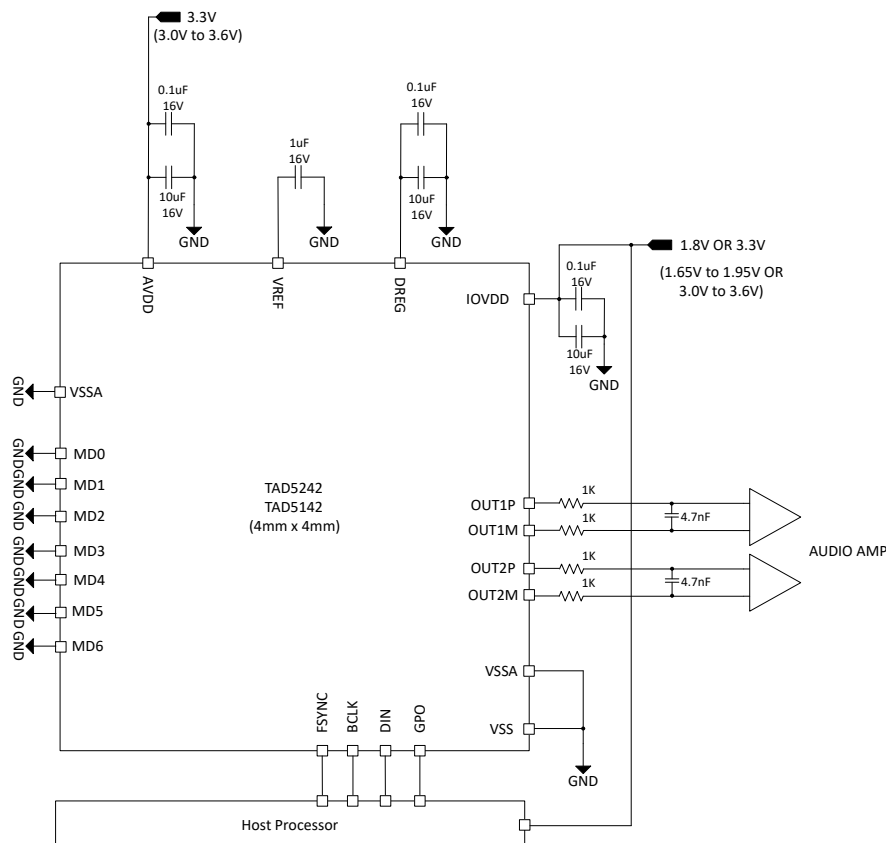 3.3V
(3.0V to 3.6V)
0.1uF
16V
10uF
16V
GND
1uF
16V
GND
0.1uF
16V
10uF
16V
GND
1.8V OR 3.3V
(1.65V to 1.95V OR
3.0V to 3.6V)
0.1uF
16V
10uF
16V
GND
AVDD
VREF
DREG
IOVDD
GND
VSSA
GND
MD0
GND
MD1
GND
MD2
GND
MD3
GND
MD4
GND
MD5
GND
MD6
TAD5242
TAD5142
(4mm x 4mm)
OUT1P
1K
OUT1M
1K
4.7nF
OUT2P
1K
OUT2M
1K
4.7nF
AUDIO AMP
VSSA
VSS
GND
FSYNC
BCLK
DIN
GPO
Host Processor